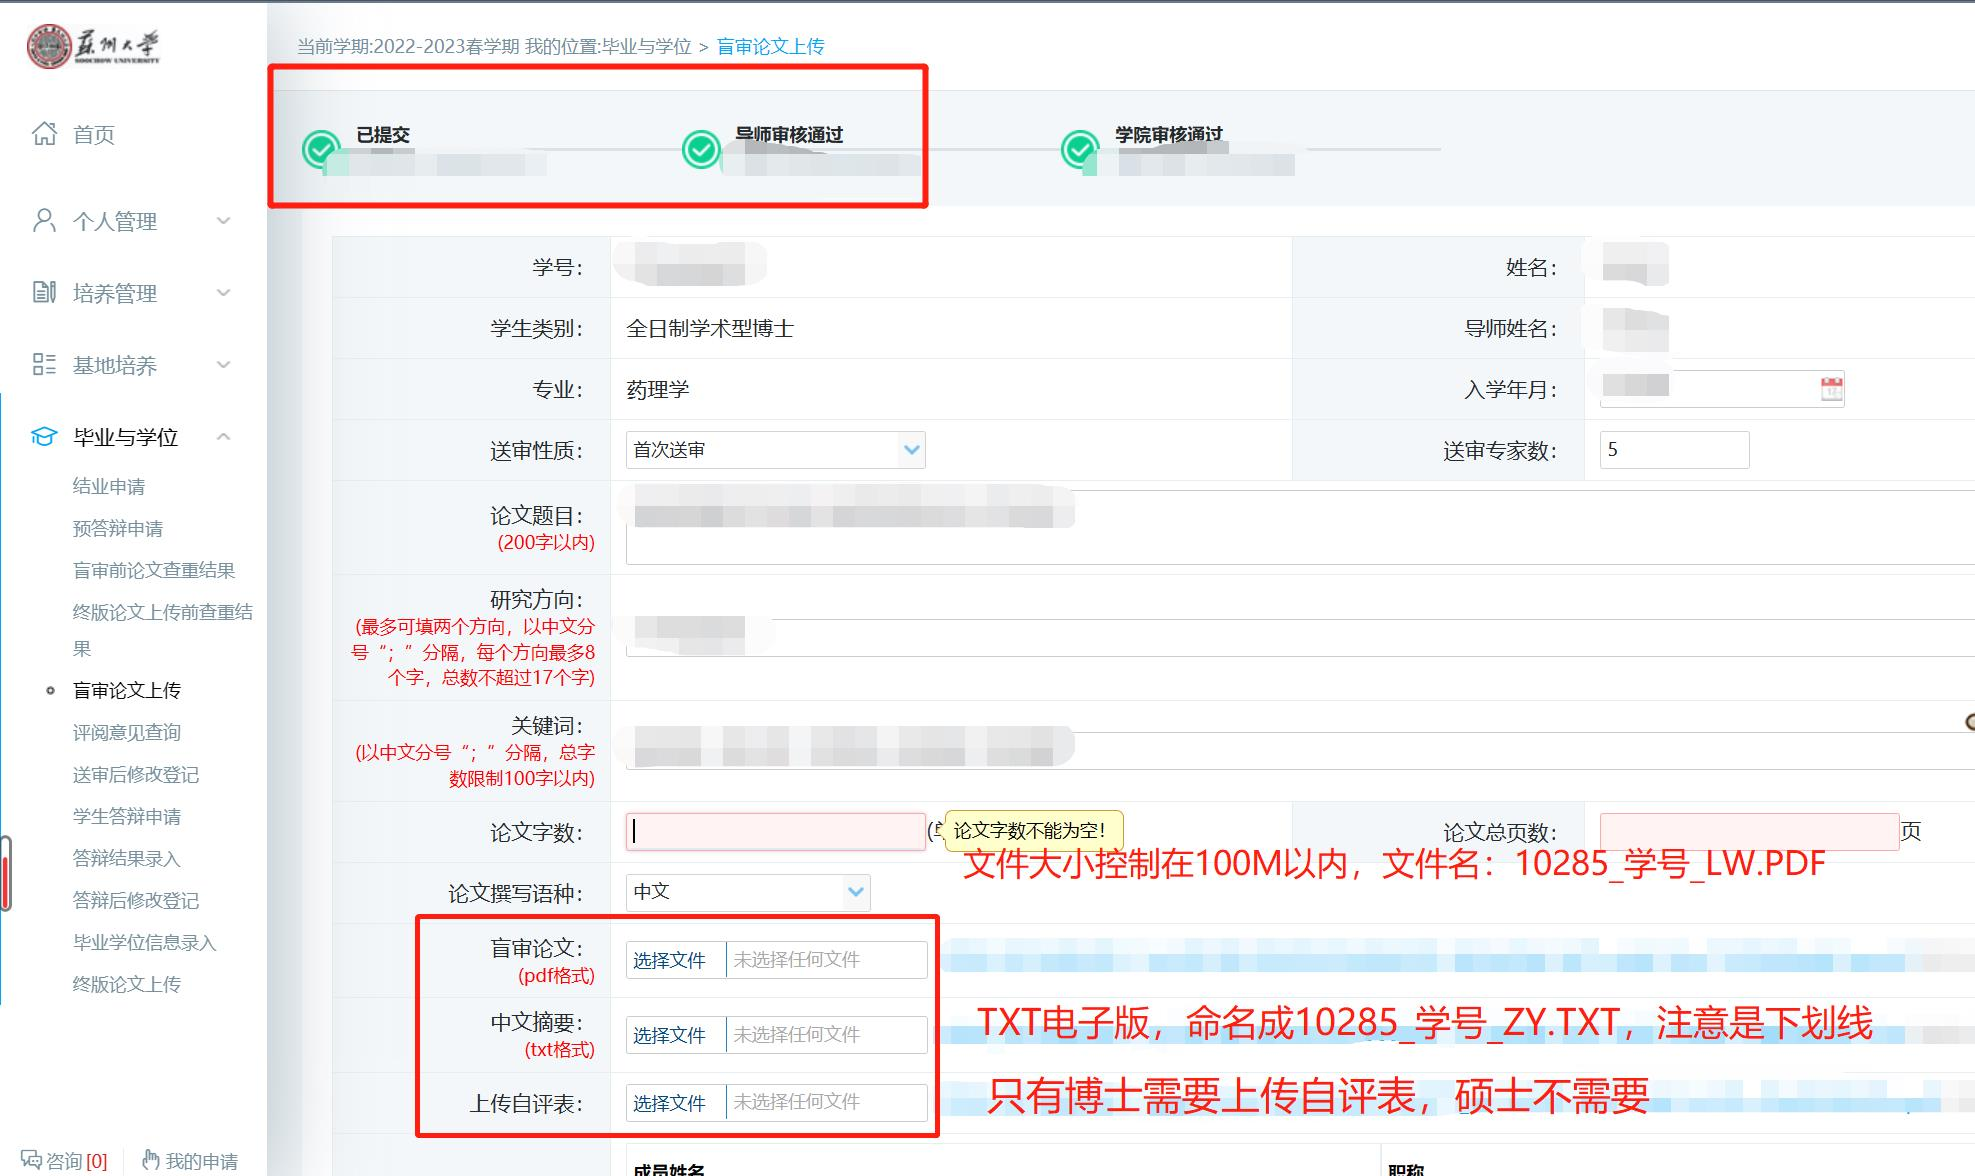 蘇州大學
SOOCHOW UNIVERSITY
当前学期:2022-2023春学期 我的位置:毕业与学位 > 盲审论文上传
首页
个人管理
培养管理
基地培养
毕业与学位
结业申请
预答辩申请
盲审前论文查重结果
终版论文上传前查重结
果
盲审论文上传
评阅意见查询
送审后修改登记
学生答辩申请
答辩结果录入
答辩后修改登记
毕业学位信息录入
终版论文上传
咨询[0] 我的申请
已提交 导师审核通过 学院审核通过
学号: 姓名:
学生类别: 全日制学术型博士 导师姓名:
专业: 药理学 入学年月:
送审性质: 首次送审 送审专家数: 5
论文题目:
(200字以内)
研究方向:
(最多可填两个方向，以中文分
号“；”分隔，每个方向最多8
个字，总数不超过17个字)
关键词:
(以中文分号“；”分隔，总字
数限制100字以内)
论文字数: 论文字数不能为空! 论文总页数: 页
文件大小控制在100M以内，文件名：10285_学号_LW.PDF
论文撰写语种: 中文
盲审论文: 选择文件 未选择任何文件
(pdf格式)
中文摘要: 选择文件 未选择任何文件
(txt格式)
TXT电子版，命名成10285_学号_ZY.TXT，注意是下划线
上传自评表: 选择文件 未选择任何文件
只有博士需要上传自评表，硕士不需要
成员姓名 职称